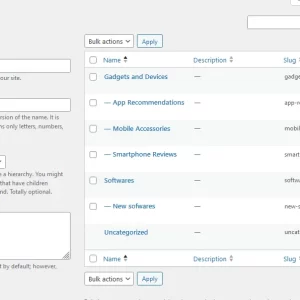 Bulk actions
Apply
Name
Description
Slug
your site.
Gadgets and Devices
—
gadge
rsion of the name. It is
ns only letters, numbers,
— App Recommendations
—
app-r
— Mobile Accessories
—
mobil
— Smartphone Reviews
—
smart
a hierarchy. You might
that have children
nd. Totally optional.
Softwares
—
softw
— New sofwares
—
new-s
Uncategorized
—
uncat
Name
Description
Slug
d by default; however,
Bulk actions
Apply